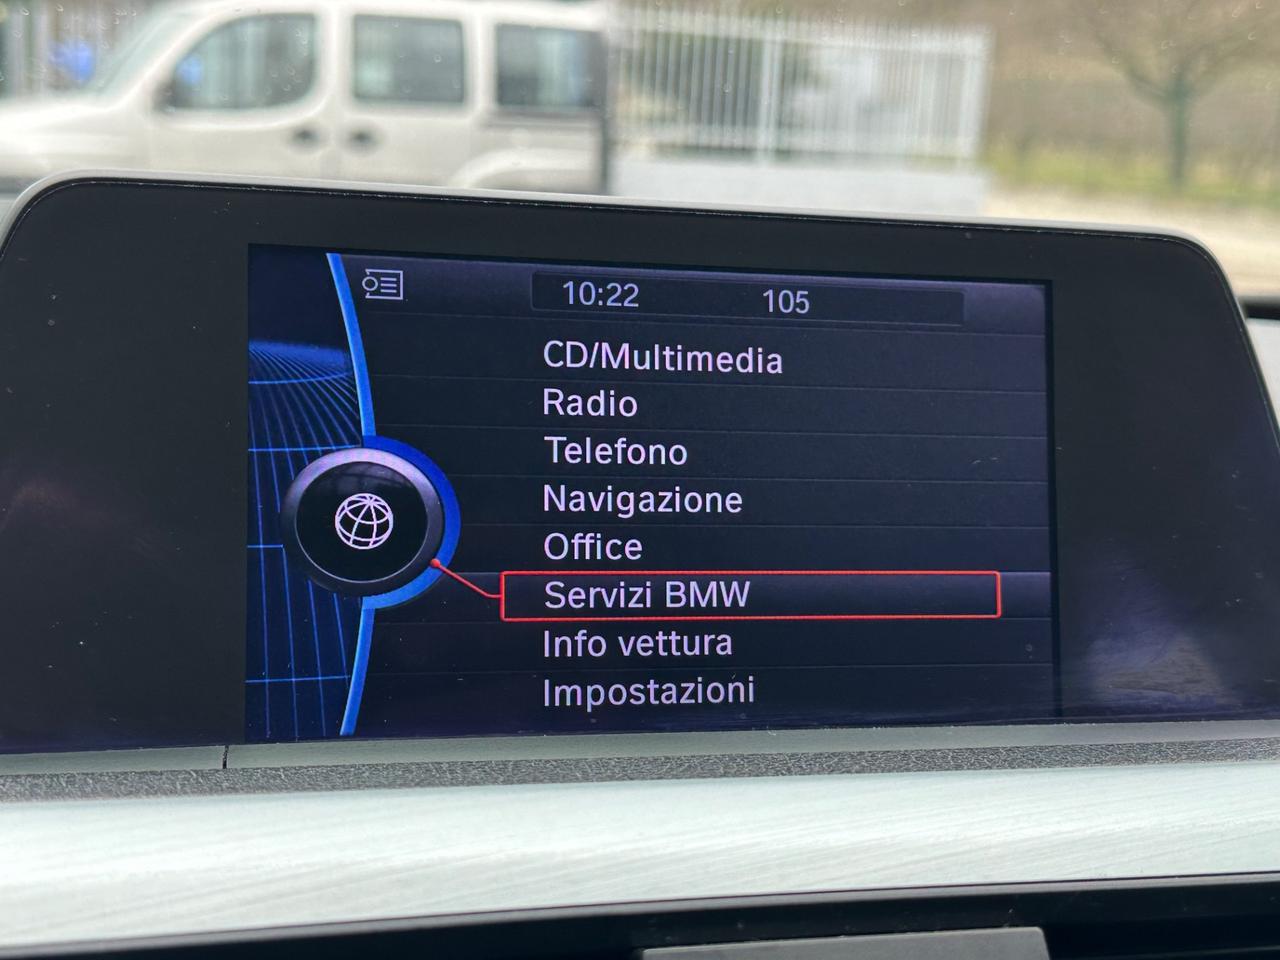 10:22 105
CD/Multimedia
Radio
Telefono
Navigazione
Office
Servizi BMW
Info vettura
Impostazioni